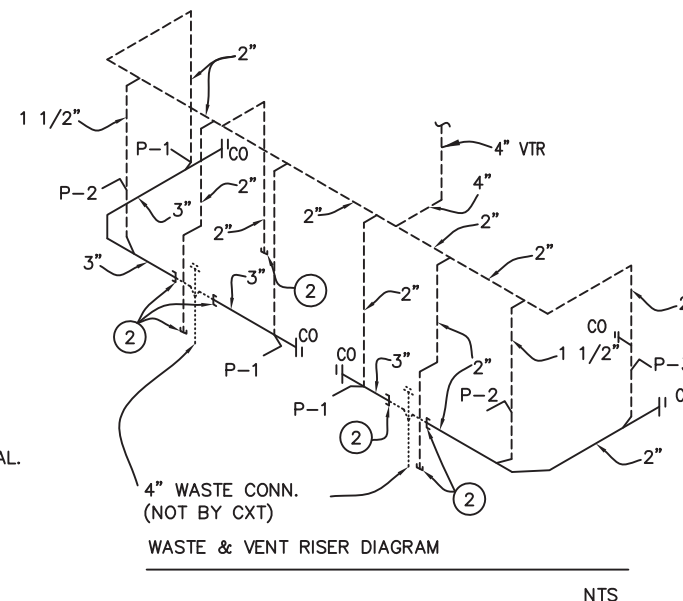 2"
1 1/2"
P-1
CO
4" VTR
P-2
2"
4"
3"
2"
2"
2"
2"
3"
3"
2"
2
2"
CO
1 1/2"
2
CO
P-1
CO
3"
2"
P-1
P-2
2
2"
AL.
2
4" WASTE CONN.
(NOT BY CXT)
WASTE & VENT RISER DIAGRAM
NTS